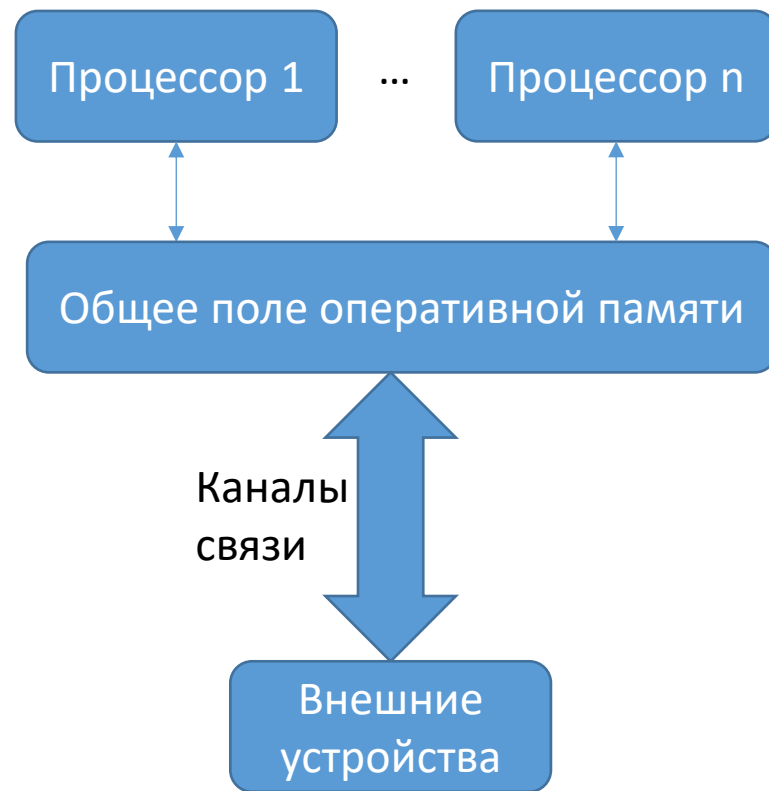 Процессор 1 ... Процессор n
Общее поле оперативной памяти
Каналы
связи
Внешние
устройства